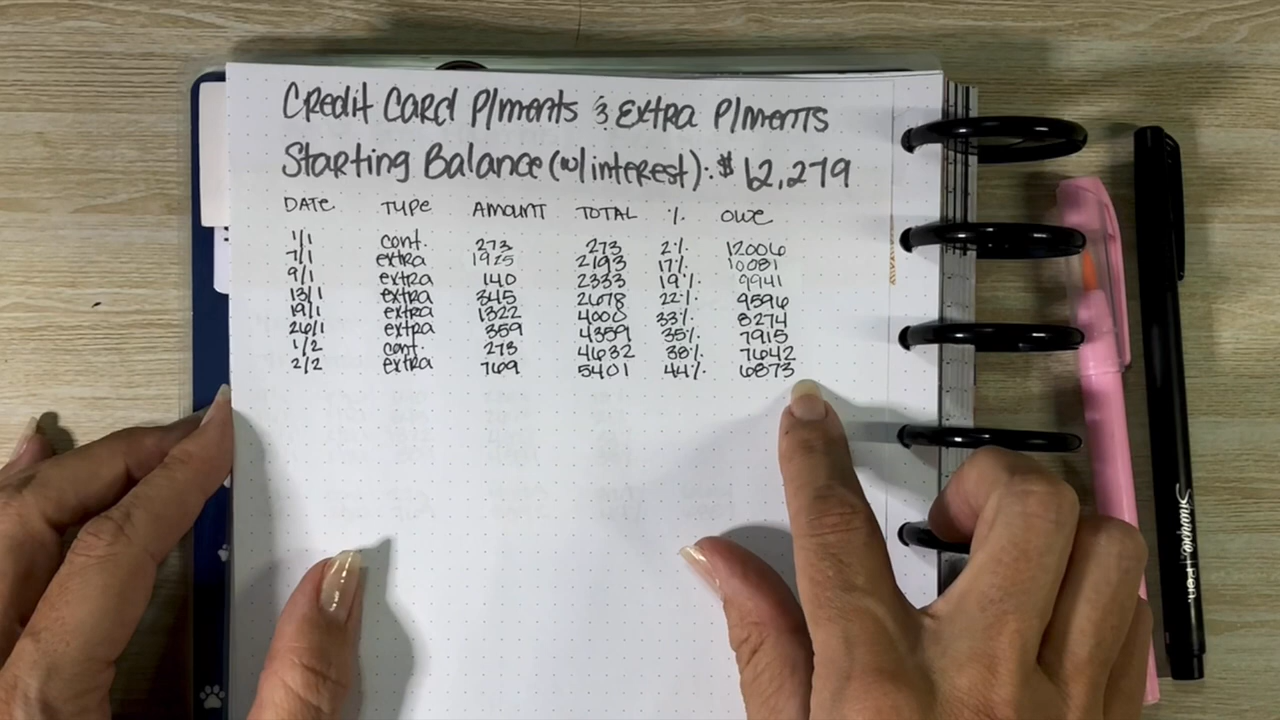 Credit Card P/ments & Extra P/ments
Starting Balance (w/interest): $12,279
DATE TYPE AMOUNT TOTAL % OWE
1/1 cont. 273 273 2% 12006
7/1 extra 1925 2193 17% 10081
9/1 extra 140 2333 19% 9941
13/1 extra 345 2678 22% 9596
19/1 extra 1322 4000 33% 8274
26/1 extra 359 4359 35% 7915
1/2 cont. 273 4632 38% 7642
2/2 extra 769 5401 44% 6873
Sharpie | Pen.